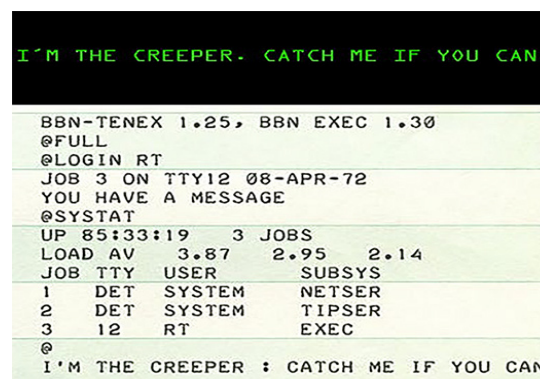 I´M THE CREEPER. CATCH ME IF YOU CAN
BBN-TENEX 1.25, BBN EXEC 1.30
@FULL
@LOGIN RT
JOB 3 ON TTY12 08-APR-72
YOU HAVE A MESSAGE
@SYSTAT
UP 85:33:19   3 JOBS
LOAD AV   3.87   2.95   2.14
JOB TTY   USER   SUBSYS
1   DET   SYSTEM   NETSER
2   DET   SYSTEM   TIPSER
3   12   RT   EXEC
@
I'M THE CREEPER : CATCH ME IF YOU CAN